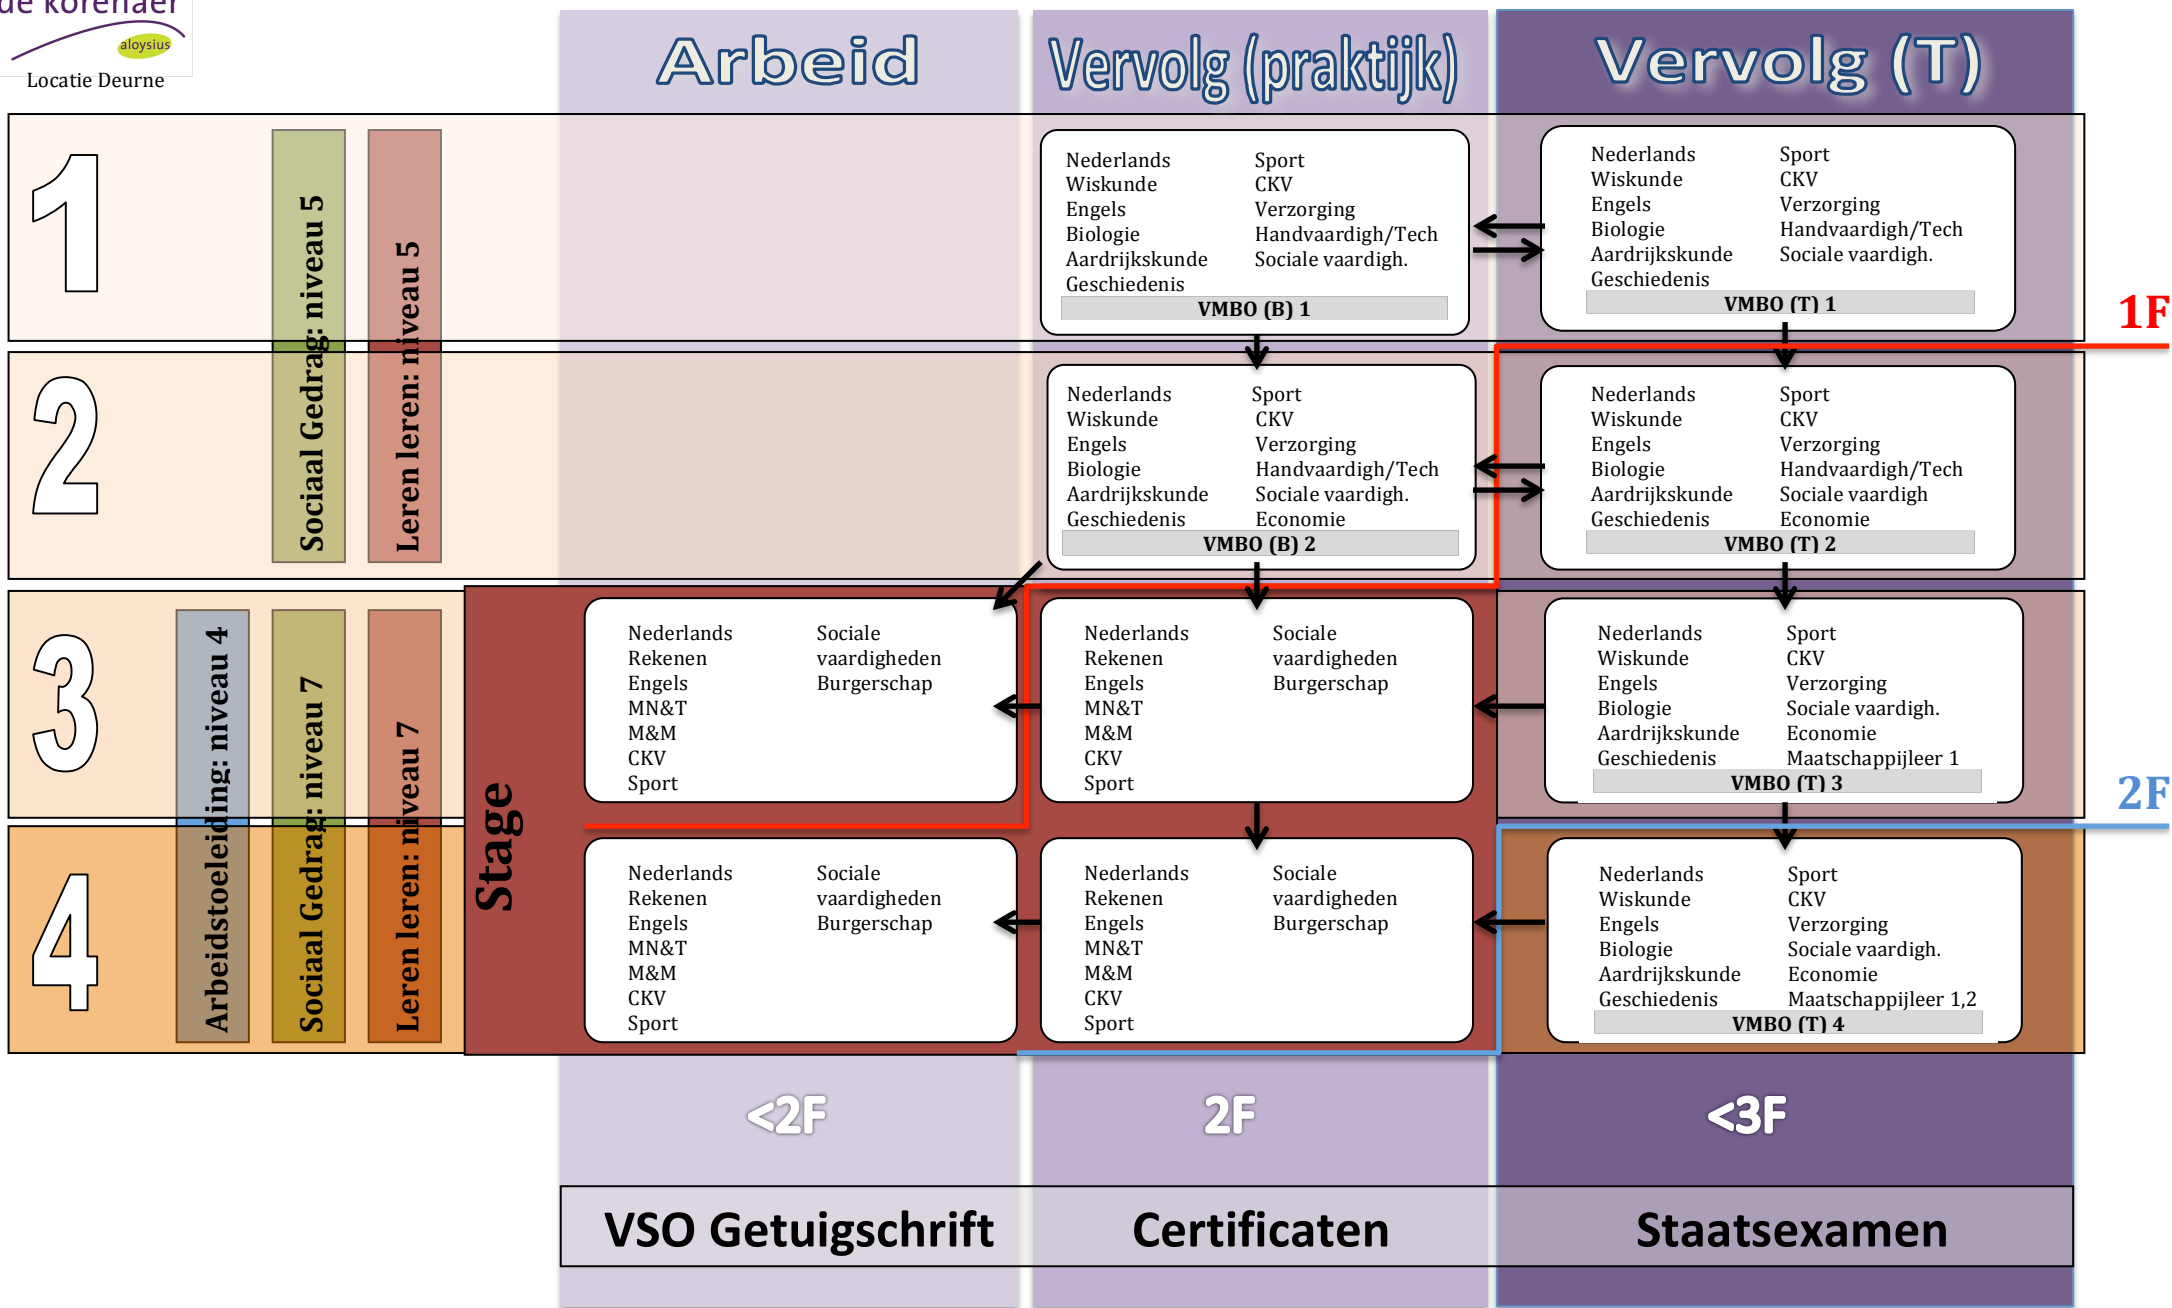 de korenaer
aloysius
Locatie Deurne
Arbeid
Vervolg (praktijk)
Vervolg (T)
1
Sociaal Gedrag: niveau 5
Leren leren: niveau 5
Nederlands Sport
Wiskunde CKV
Engels Verzorging
Biologie Handvaardigh/Tech
Aardrijkskunde Sociale vaardigh.
Geschiedenis
VMBO (B) 1
Nederlands Sport
Wiskunde CKV
Engels Verzorging
Biologie Handvaardigh/Tech
Aardrijkskunde Sociale vaardigh.
Geschiedenis
VMBO (T) 1
1F
2
Nederlands Sport
Wiskunde CKV
Engels Verzorging
Biologie Handvaardigh/Tech
Aardrijkskunde Sociale vaardigh.
Geschiedenis Economie
VMBO (B) 2
Nederlands Sport
Wiskunde CKV
Engels Verzorging
Biologie Handvaardigh/Tech
Aardrijkskunde Sociale vaardigh
Geschiedenis Economie
VMBO (T) 2
3
Arbeidstoeleiding: niveau 4
Sociaal Gedrag: niveau 7
Leren leren: niveau 7
Stage
Nederlands Sociale
Rekenen vaardigheden
Engels Burgerschap
MN&T
M&M
CKV
Sport
Nederlands Sociale
Rekenen vaardigheden
Engels Burgerschap
MN&T
M&M
CKV
Sport
Nederlands Sport
Wiskunde CKV
Engels Verzorging
Biologie Sociale vaardigh.
Aardrijkskunde Economie
Geschiedenis Maatschappijleer 1
VMBO (T) 3
2F
4
Nederlands Sociale
Rekenen vaardigheden
Engels Burgerschap
MN&T
M&M
CKV
Sport
Nederlands Sociale
Rekenen vaardigheden
Engels Burgerschap
MN&T
M&M
CKV
Sport
Nederlands Sport
Wiskunde CKV
Engels Verzorging
Biologie Sociale vaardigh.
Aardrijkskunde Economie
Geschiedenis Maatschappijleer 1,2
VMBO (T) 4
<2F
2F
<3F
VSO Getuigschrift
Certificaten
Staatsexamen